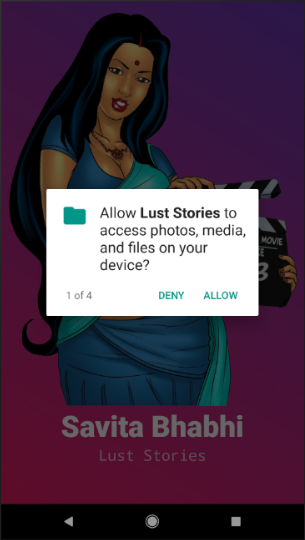 Allow Lust Stories to
access photos, media,
and files on your
device?
1 of 4
DENY
ALLOW
MOVIE
3
Savita Bhabhi
Lust Stories